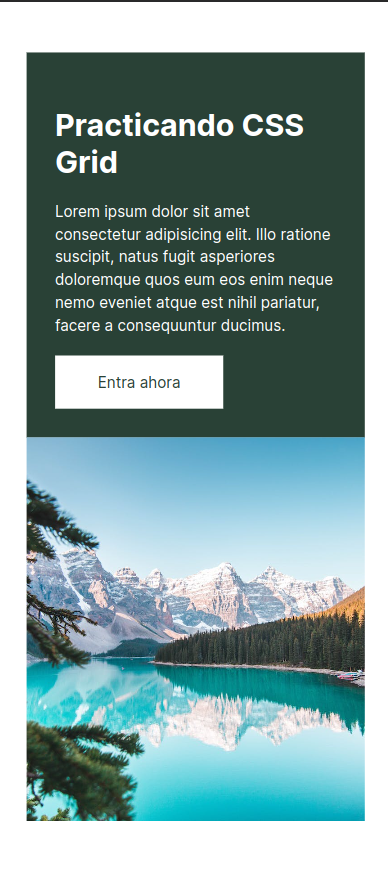 Practicando CSS
Grid
Lorem ipsum dolor sit amet
consectetur adipisicing elit. Illo ratione
suscipit, natus fugit asperiores
doloremque quos eum eos enim neque
nemo eveniet atque est nihil pariatur,
facere a consequuntur ducimus.
Entra ahora